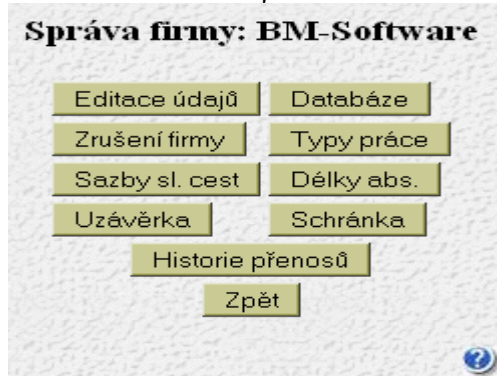 Správa firmy: BM-Software
Editace údajů Databáze
Zrušení firmy Typy práce
Sazby sl. cest Délky abs.
Uzávěrka Schránka
Historie přenosů
Zpět
?